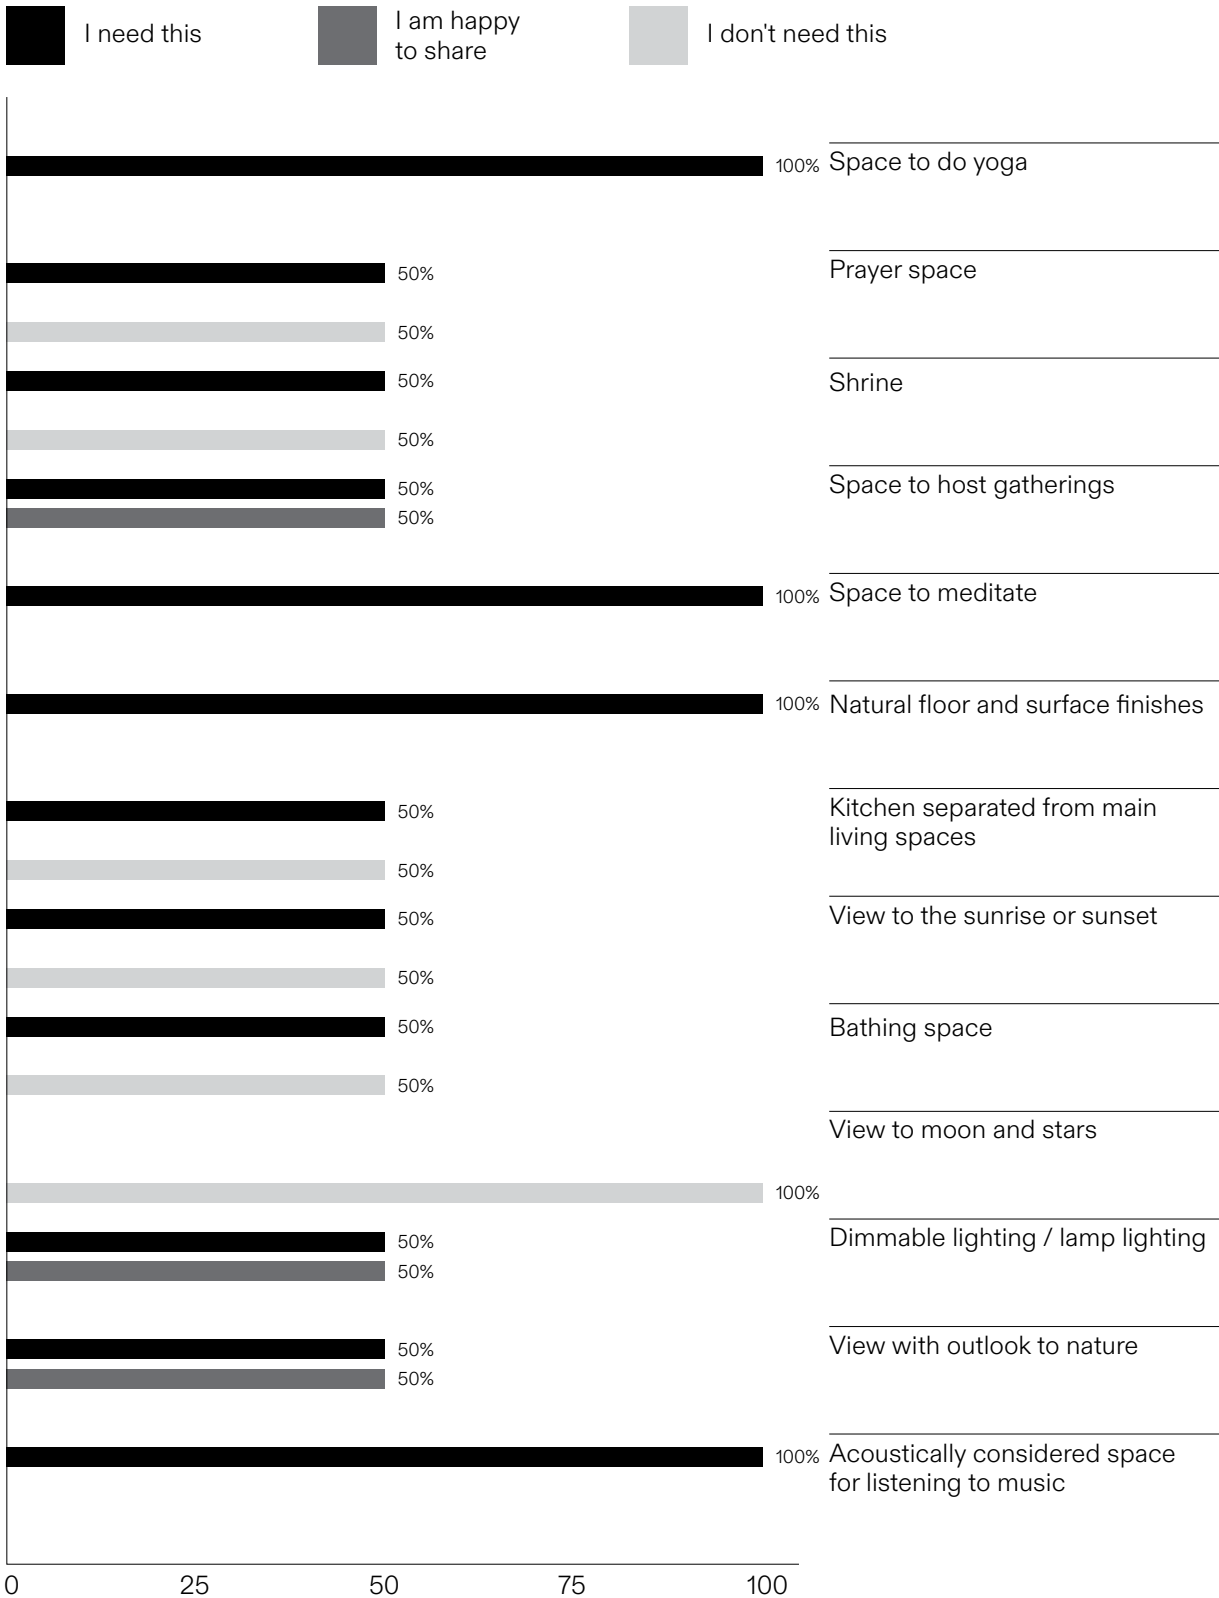 I need this
I am happy
to share
I don't need this
100% Space to do yoga
50% Prayer space
50%
50% Shrine
50%
50% Space to host gatherings
50%
100% Space to meditate
100% Natural floor and surface finishes
50% Kitchen separated from main
living spaces
50%
50% View to the sunrise or sunset
50%
50% Bathing space
50%
View to moon and stars
100%
50% Dimmable lighting / lamp lighting
50%
50% View with outlook to nature
50%
100% Acoustically considered space
for listening to music
0 25 50 75 100